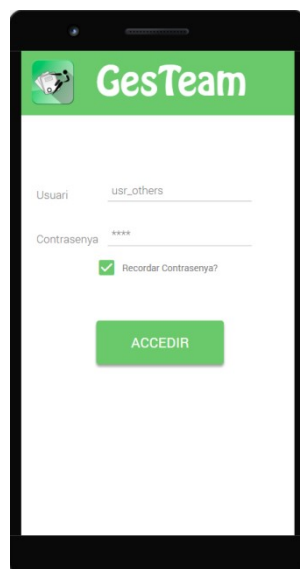 GesTeam
Usuari usr_others
Contrasenya ****
Recordar Contrasenya?
ACCEDIR